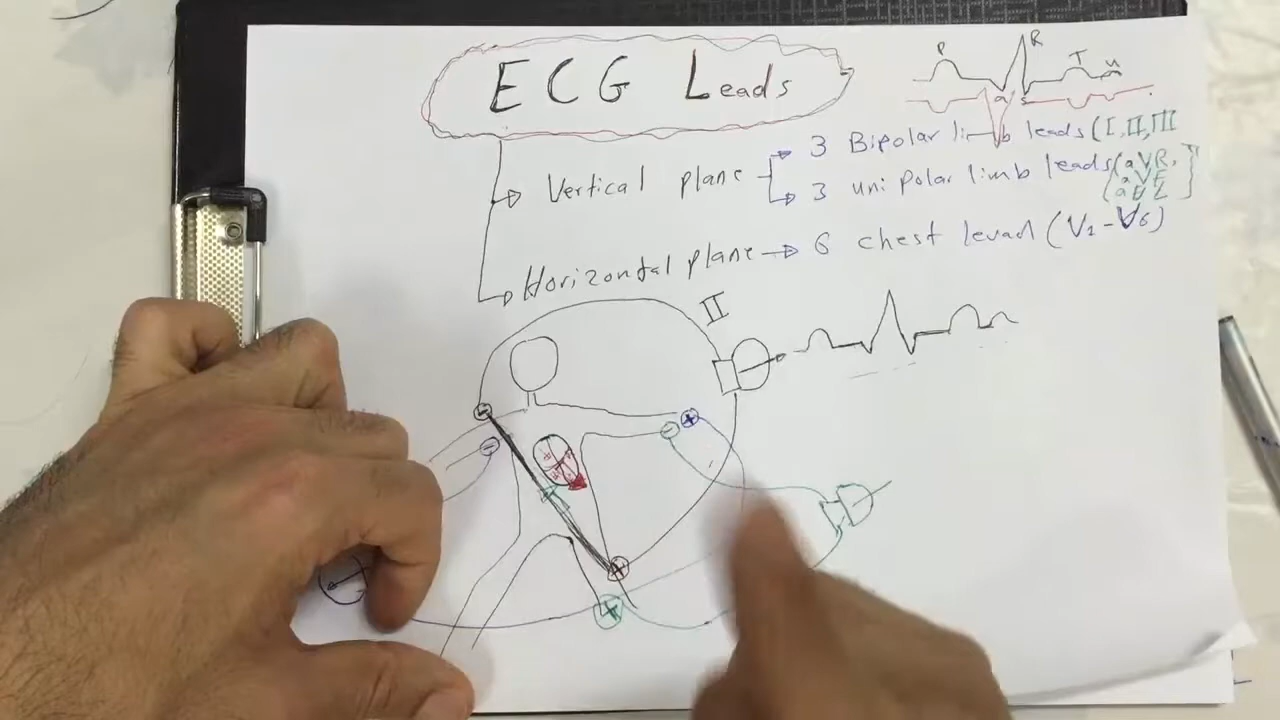 ECG Leads
P R T u
Q S
Vertical plane → 3 Bipolar limb leads (I, II, III
→ 3 uni polar limb leads (aVR,
aVF
aVL)
Horizontal plane → 6 chest levad (V1-V6)
II
- +
- -
+
+